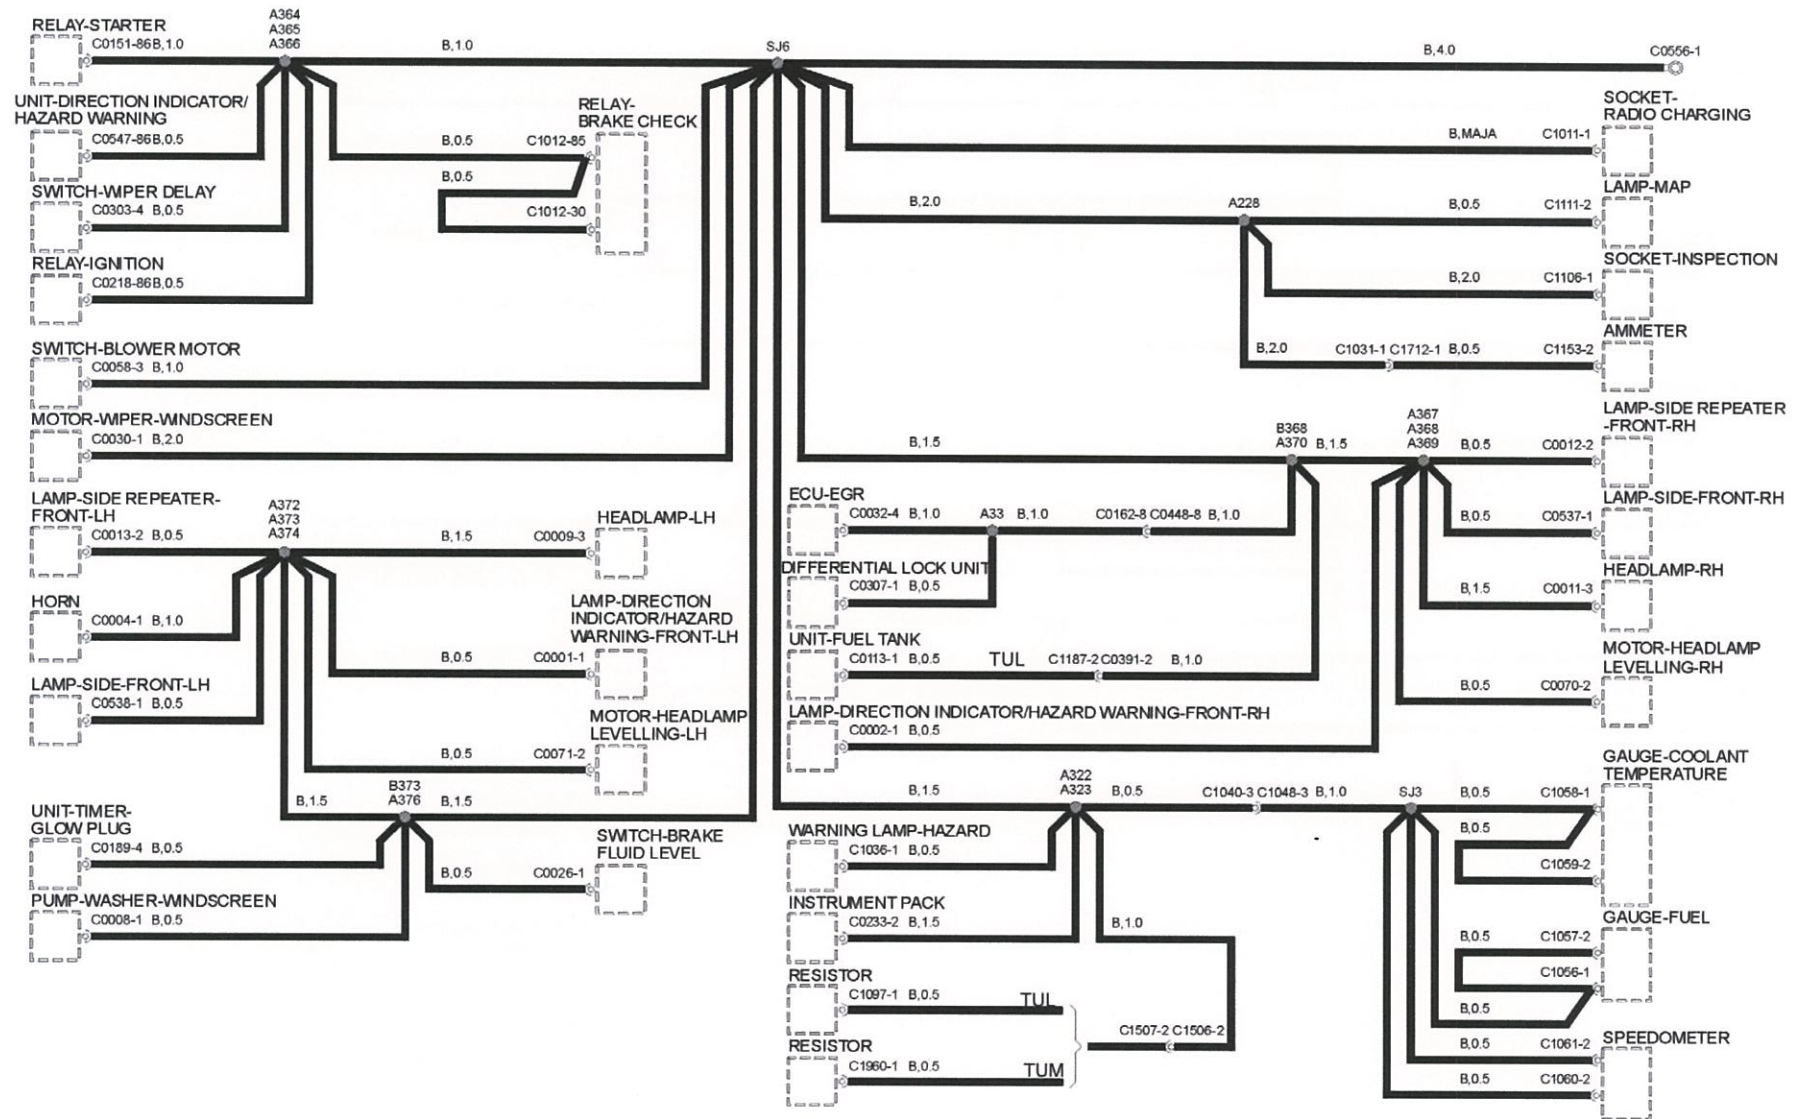 RELAY-STARTER
C0151-86B,1.0
A364
A365
A366
B,1.0
SJ6
B,4.0
C0556-1
UNIT-DIRECTION INDICATOR/
HAZARD WARNING
C0547-86B,0.5
SWITCH-WIPER DELAY
C0303-4 B,0.5
RELAY-IGNITION
C0218-86B,0.5
RELAY-
BRAKE CHECK
B,0.5 C1012-85
B,0.5
C1012-30
SWITCH-BLOWER MOTOR
C0058-3 B,1.0
MOTOR-WIPER-WINDSCREEN
C0030-1 B,2.0
SOCKET-
RADIO CHARGING
B,MAJA C1011-1
LAMP-MAP
B,2.0
A228
B,0.5 C1111-2
SOCKET-INSPECTION
B,2.0 C1106-1
AMMETER
B,2.0 C1031-1 C1712-1 B,0.5 C1153-2
LAMP-SIDE REPEATER
-FRONT-RH
B,1.5
B368
A370
B,1.5
A367
A368
A369
B,0.5 C0012-2
LAMP-SIDE-FRONT-RH
B,0.5 C0537-1
HEADLAMP-RH
B,1.5 C0011-3
MOTOR-HEADLAMP
LEVELLING-RH
B,0.5 C0070-2
ECU-EGR
C0032-4 B,1.0 A33 B,1.0 C0162-8 C0448-8 B,1.0
DIFFERENTIAL LOCK UNIT
C0307-1 B,0.5
UNIT-FUEL TANK
C0113-1 B,0.5 TUL C1187-2 C0391-2 B,1.0
LAMP-DIRECTION INDICATOR/HAZARD WARNING-FRONT-RH
C0002-1 B,0.5
LAMP-SIDE REPEATER-
FRONT-LH
C0013-2 B,0.5
A372
A373
A374
HEADLAMP-LH
B,1.5 C0009-3
HORN
C0004-1 B,1.0
LAMP-DIRECTION
INDICATOR/HAZARD
WARNING-FRONT-LH
B,0.5 C0001-1
LAMP-SIDE-FRONT-LH
C0538-1 B,0.5
MOTOR-HEADLAMP
LEVELLING-LH
B,0.5 C0071-2
B,1.5
B373
A376
B,1.5
UNIT-TIMER-
GLOW PLUG
C0189-4 B,0.5
SWITCH-BRAKE
FLUID LEVEL
B,0.5 C0026-1
PUMP-WASHER-WINDSCREEN
C0008-1 B,0.5
B,1.5
A322
A323
B,0.5 C1040-3 C1048-3 B,1.0 SJ3
GAUGE-COOLANT
TEMPERATURE
B,0.5 C1058-1
B,0.5
C1059-2
WARNING LAMP-HAZARD
C1036-1 B,0.5
INSTRUMENT PACK
C0233-2 B,1.5
B,1.0
GAUGE-FUEL
B,0.5 C1057-2
C1056-1
B,0.5
RESISTOR
C1097-1 B,0.5 TUL
C1507-2 C1506-2
RESISTOR
C1960-1 B,0.5 TUM
SPEEDOMETER
B,0.5 C1061-2
B,0.5 C1060-2